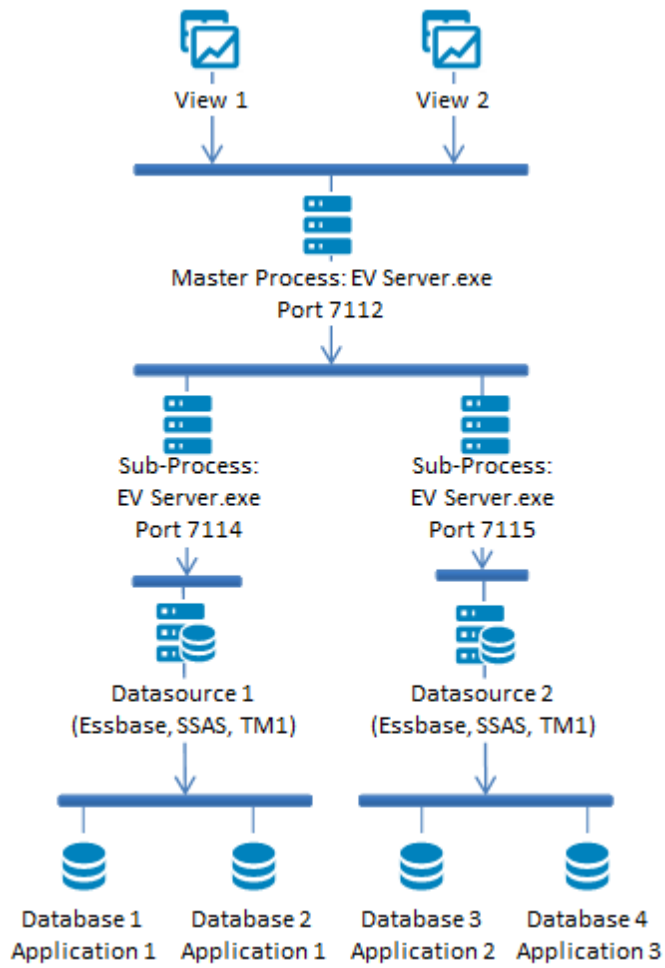 View 1
View 2
Master Process: EV Server.exe
Port 7112
Sub-Process:
EV Server.exe
Port 7114
Sub-Process:
EV Server.exe
Port 7115
Datasource 1
(Essbase, SSAS, TM1)
Datasource 2
(Essbase, SSAS, TM1)
Database 1
Application 1
Database 2
Application 1
Database 3
Application 2
Database 4
Application 3